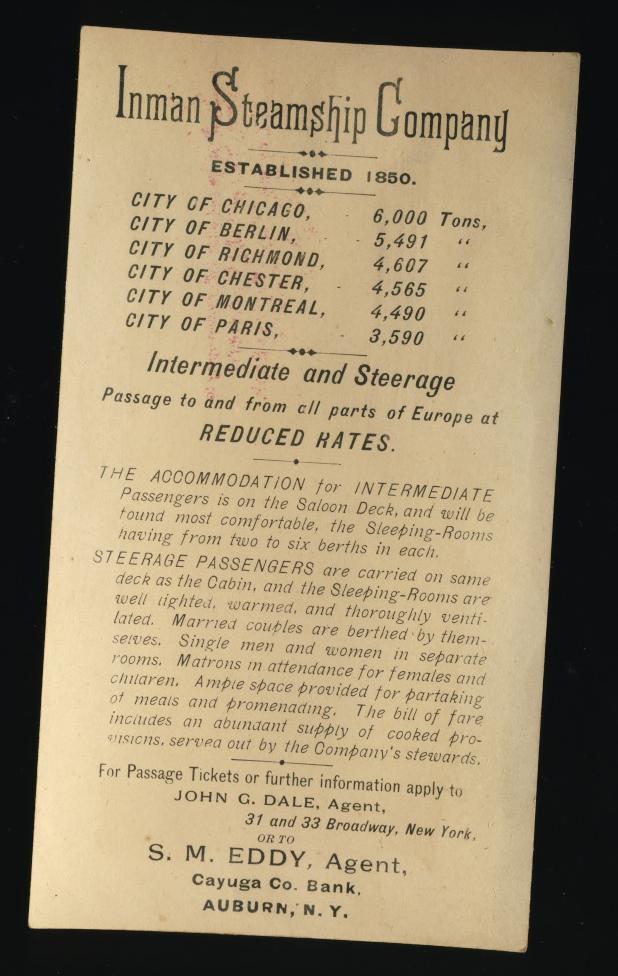 Inman Steamship Company
ESTABLISHED 1850.
CITY OF CHICAGO, - 6,000 Tons,
CITY OF BERLIN, - 5,491 "
CITY OF RICHMOND, 4,607 "
CITY OF CHESTER, - 4,565 "
CITY OF MONTREAL, 4,490 "
CITY OF PARIS, - 3,590 "
Intermediate and Steerage
Passage to and from all parts of Europe at
REDUCED RATES.
THE ACCOMMODATION for INTERMEDIATE
Passengers is on the Saloon Deck, and will be
found most comfortable, the Sleeping-Rooms
having from two to six berths in each.
STEERAGE PASSENGERS are carried on same
deck as the Cabin, and the Sleeping-Rooms are
well lighted, warmed, and thoroughly venti-
lated. Married couples are berthed by them-
selves. Single men and women in separate
rooms. Matrons in attendance for females and
children. Ample space provided for partaking
of meals and promenading. The bill of fare
includes an abundant supply of cooked pro-
visions, served out by the Company's stewards.
For Passage Tickets or further information apply to
JOHN G. DALE, Agent,
31 and 33 Broadway, New York,
OR TO
S. M. EDDY, Agent,
Cayuga Co. Bank,
AUBURN, N. Y.